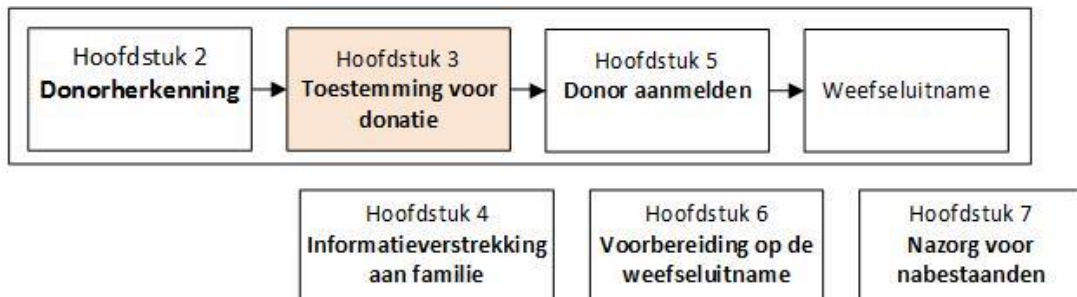 Hoofdstuk 2
Donorherkenning
Hoofdstuk 3
Toestemming voor
donatie
Hoofdstuk 5
Donor aanmelden
Weefseluitname
Hoofdstuk 4
Informatieverstrekking
aan familie
Hoofdstuk 6
Voorbereiding op de
weefseluitname
Hoofdstuk 7
Nazorg voor
nabestaanden